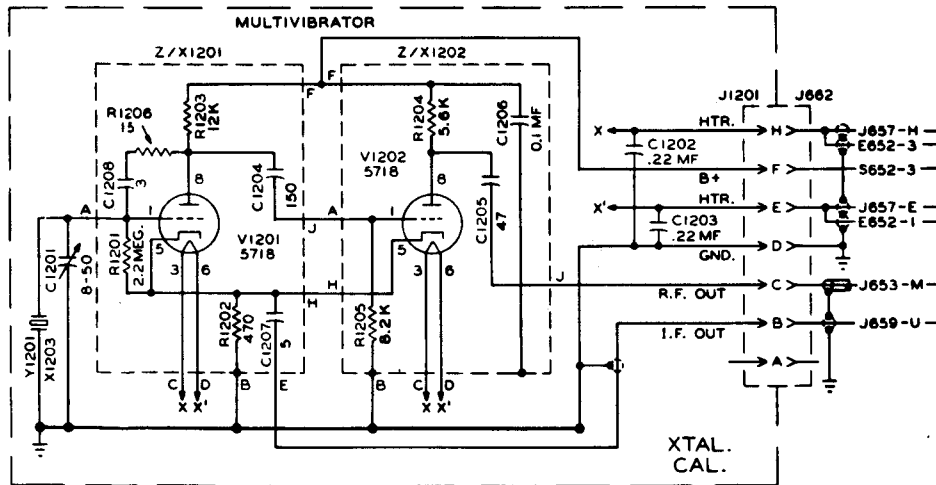 MULTIVIBRATOR
Z/X1201
Z/X1202
J1201
J662
F
F
R1206
15
R1203
12K
R1204
5.6K
C1206
0.1 MF
X
HTR.
H
J657-H
E652-3
C1202
.22 MF
B+
F
S652-3
C1208
3
8
C1204
150
V1202
5718
8
C1205
47
X'
HTR.
E
J657-E
E652-1
C1203
.22 MF
A
1
J
A
1
C1201
8-50
R1201
2.2 MEG.
5
3
6
V1201
5718
5
3
6
GND.
D
H
H
J
R.F. OUT
C
J653-M
Y1201
X1203
R1202
470
C1207
5
R1205
8.2K
I.F. OUT
B
J659-U
A
C
D
B
E
B
C
D
X
X'
X
X'
XTAL.
CAL.